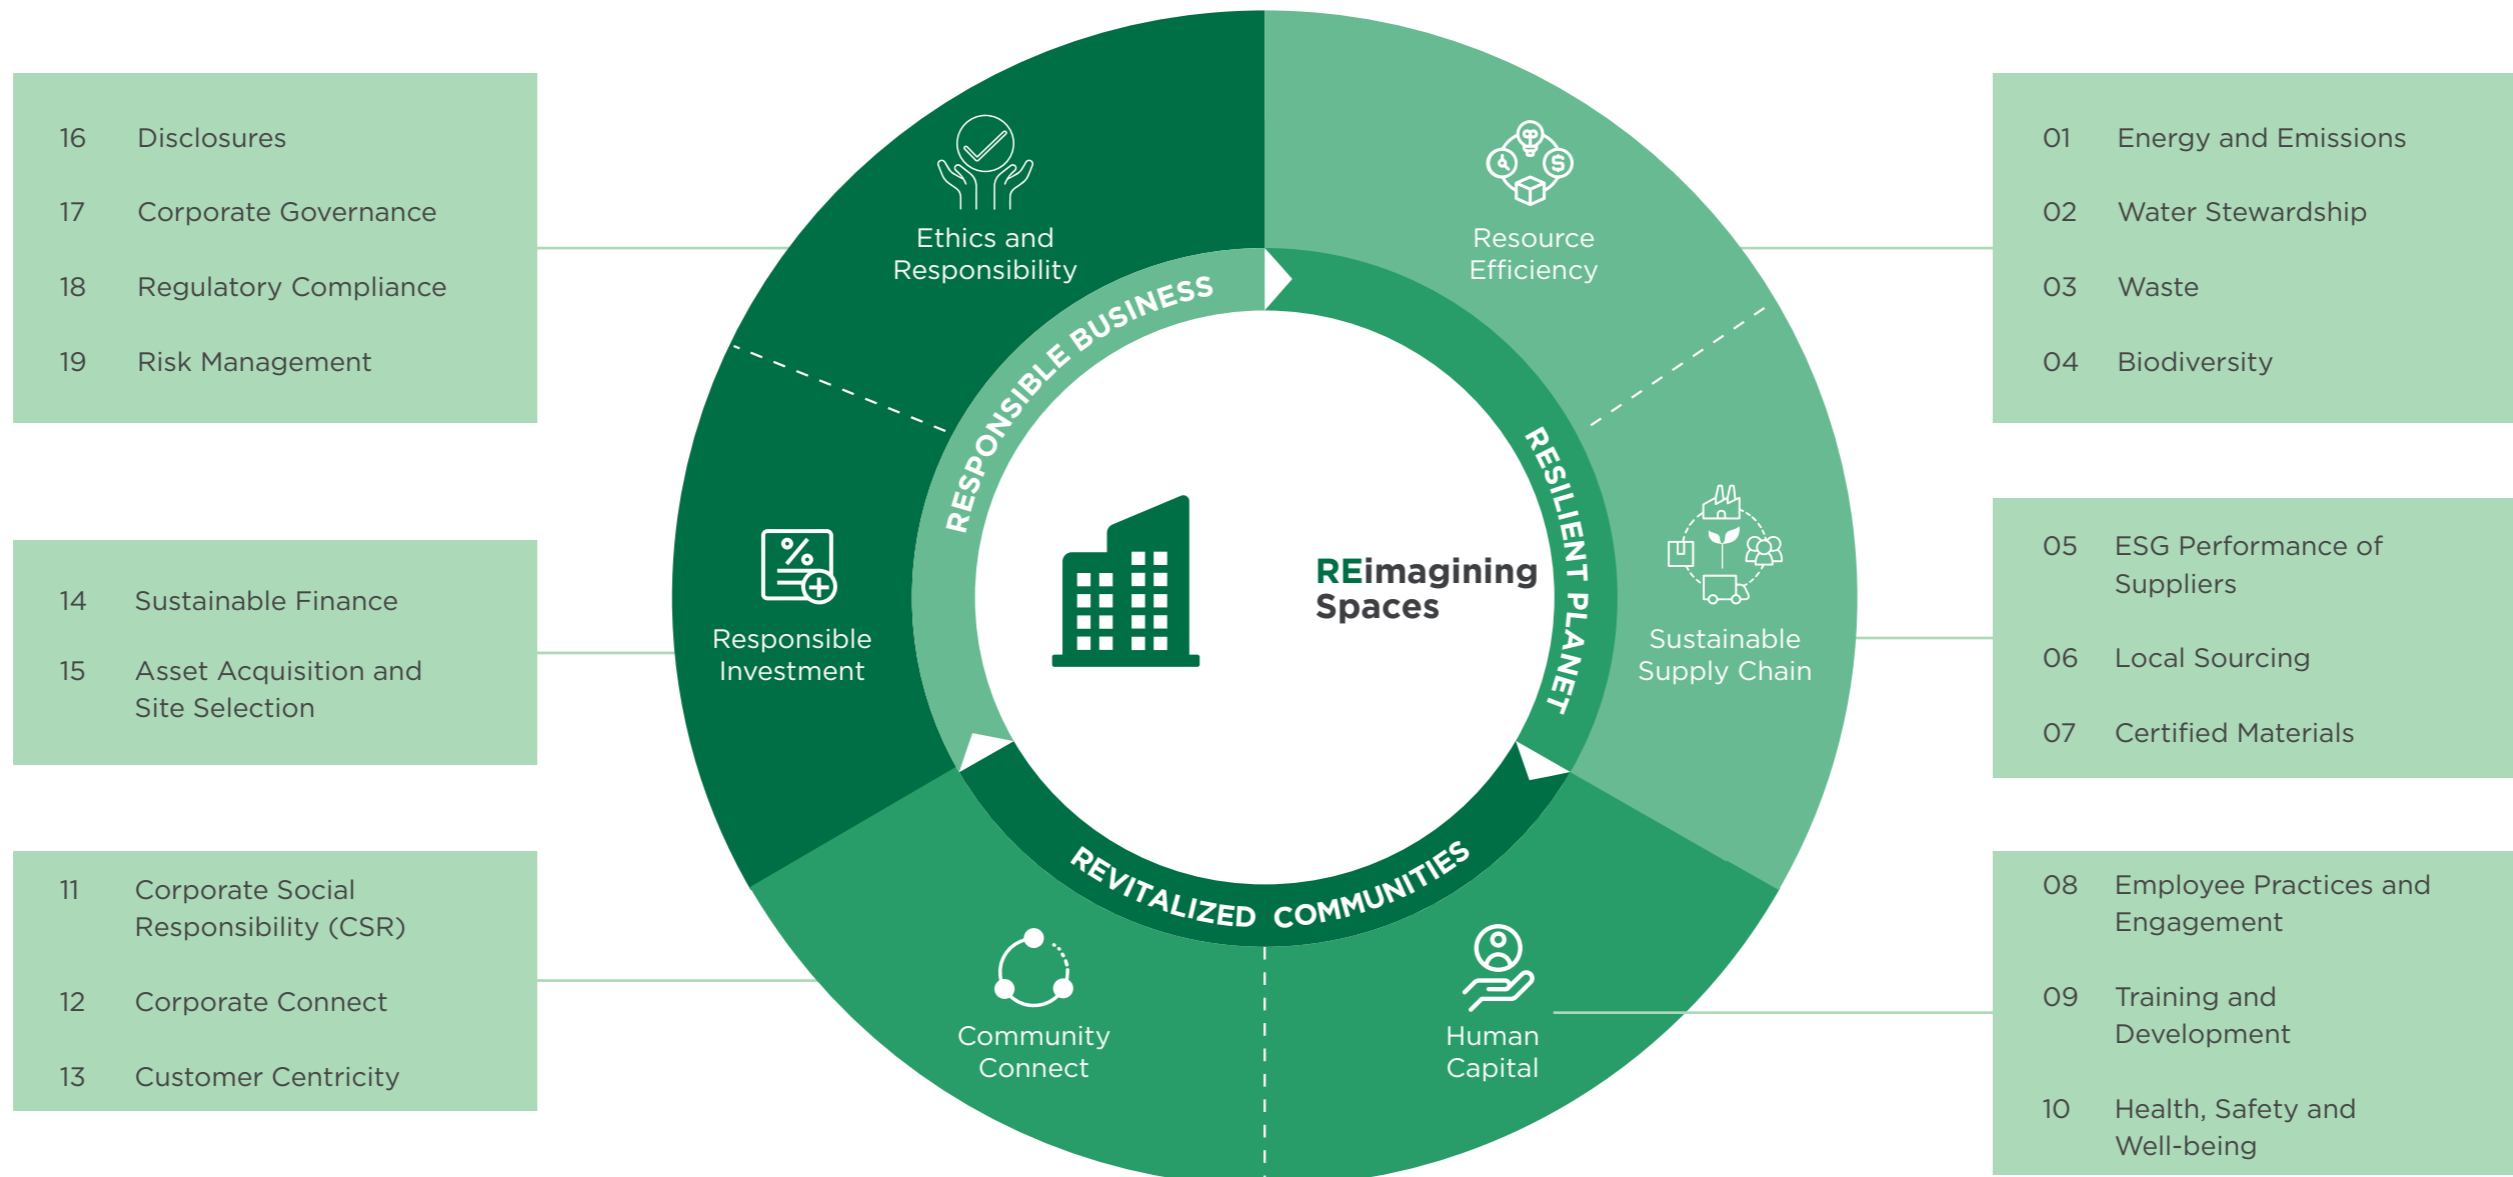 16 Disclosures
17 Corporate Governance
18 Regulatory Compliance
19 Risk Management
14 Sustainable Finance
15 Asset Acquisition and
Site Selection
11 Corporate Social
Responsibility (CSR)
12 Corporate Connect
13 Customer Centricity
Ethics and
Responsibility
Resource
Efficiency
RESPONSIBLE BUSINESS
RESILIENT PLANET
REimagining
Spaces
Responsible
Investment
Sustainable
Supply Chain
REVITALIZED COMMUNITIES
Community
Connect
Human
Capital
01 Energy and Emissions
02 Water Stewardship
03 Waste
04 Biodiversity
05 ESG Performance of
Suppliers
06 Local Sourcing
07 Certified Materials
08 Employee Practices and
Engagement
09 Training and
Development
10 Health, Safety and
Well-being